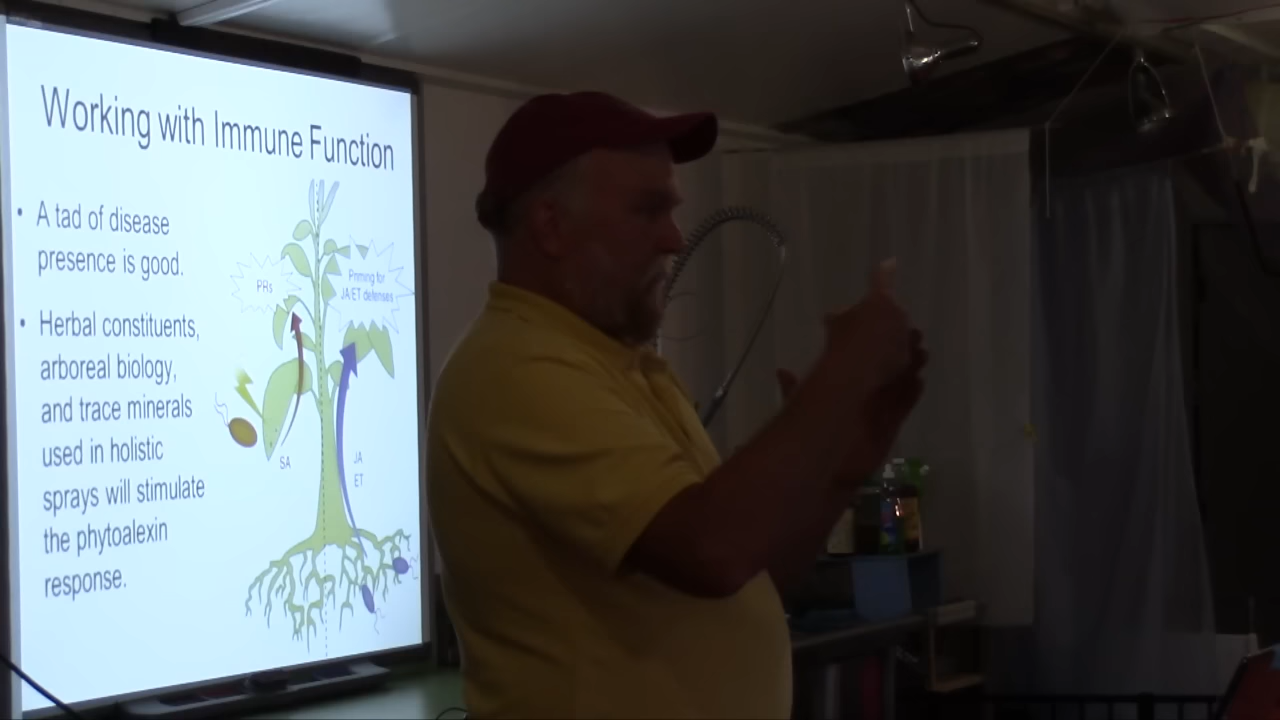 Working with Immune Function
• A tad of disease
presence is good.
• Herbal constituents,
arboreal biology,
and trace minerals
used in holistic
sprays will stimulate
the phytoalexin
response.
PRs
Priming for
JA/ET defenses
SA
JA
ET